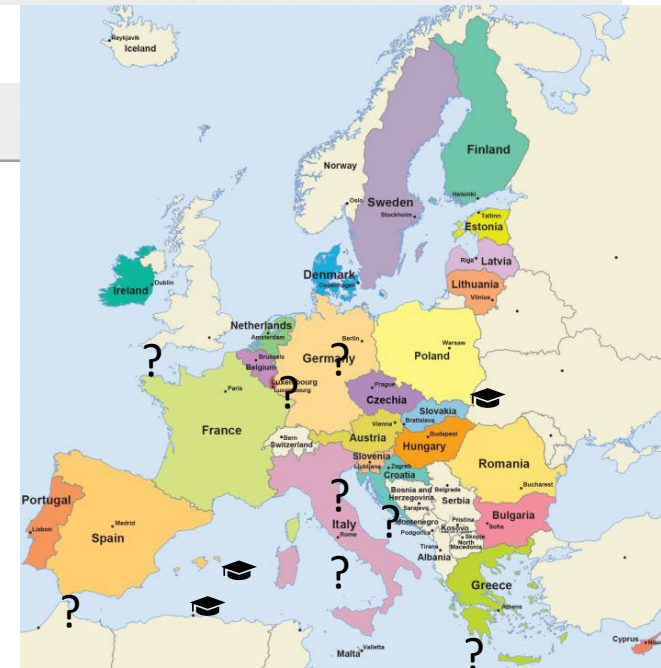 Reykjavik
Iceland
Norway
Oslo
Sweden
Stockholm
Finland
Helsinki
Tallinn
Estonia
Riga
Latvia
Lithuania
Vilnius
Denmark
Copenhagen
Ireland
Dublin
Netherlands
Amsterdam
Brussels
Belgium
Luxembourg
Luxembourg
Berlin
Germany
?
Warsaw
Poland
Prague
Czechia
?
?
Paris
France
Bern
Switzerland
Vienna
Bratislava
Slovakia
Austria
Budapest
Hungary
Slovenia
Ljubljana
Zagreb
Croatia
Romania
Bucharest
Bosnia and
Herzegovina
Sarajevo
Belgrade
Serbia
?
Italy
Rome
?
Montenegro
Podgorica
Pristina
Kosovo
Skopje
North
Macedonia
Tirana
Albania
Sofia
Bulgaria
Portugal
Lisbon
Madrid
Spain
?
?
Greece
Athens
?
Valletta
Malta
Cyprus